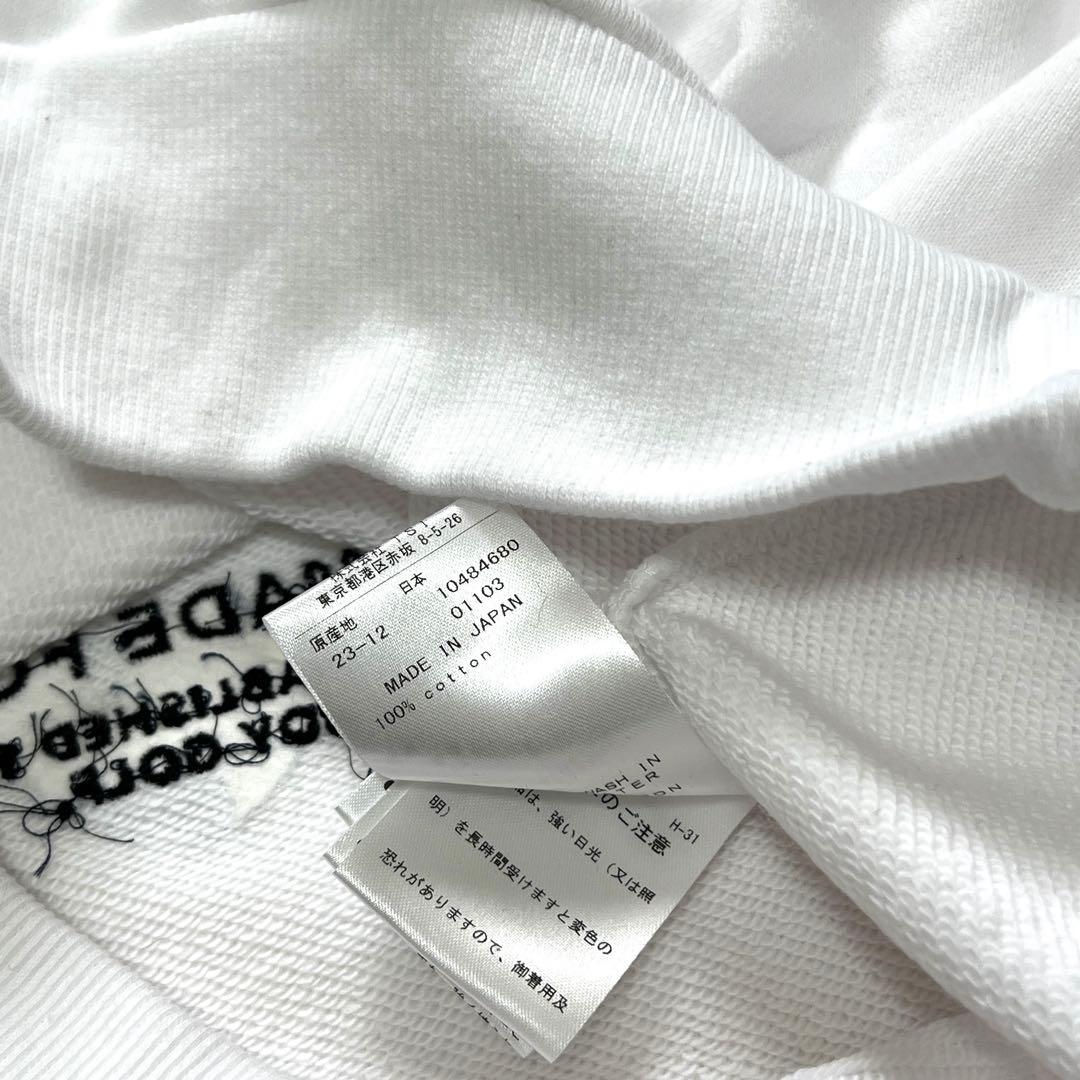 株式会社 TSI
東京都港区赤坂 8-5-26
原産地 日本
23-12 10484680
01103
MADE IN JAPAN
100% cotton
H-31
のご注意
は、強い日光（又は照
明）を長時間受けますと変色の
恐れがありますので、御着用及